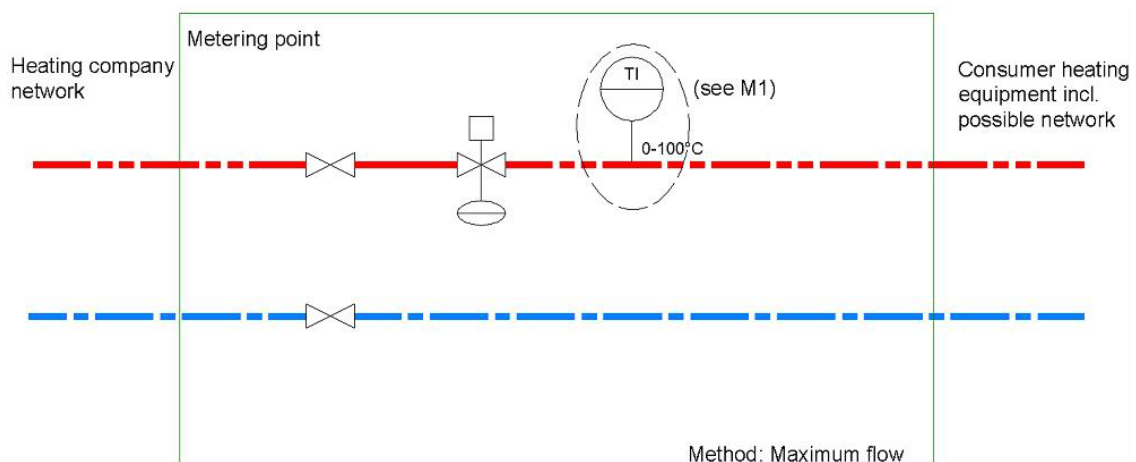 Metering point
Heating company
network
TI
(see M1)
0-100°C
Consumer heating
equipment incl.
possible network
Method: Maximum flow